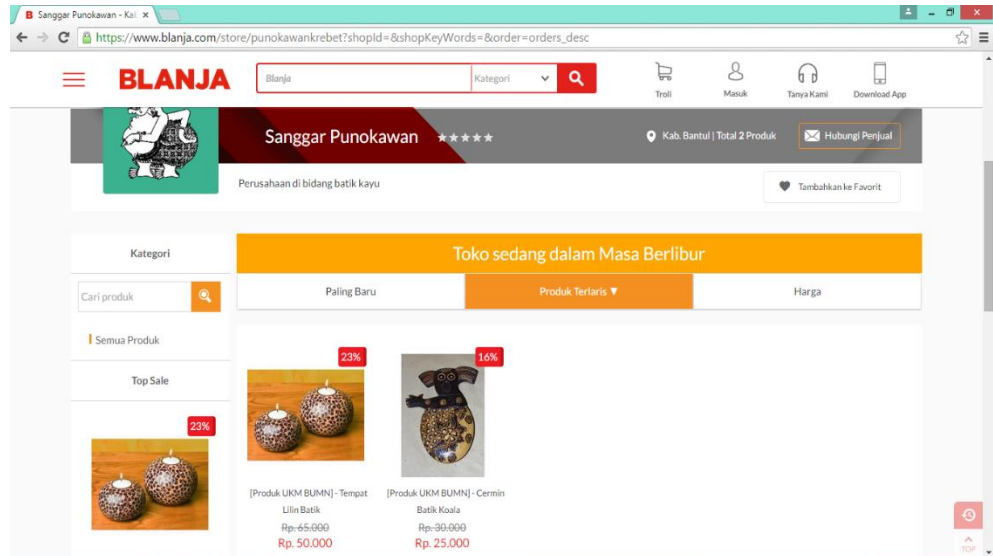 Sanggar Punokawan - Kal
https://www.blanja.com/store/punokawankrebet?shopId=&shopKeyWords=&order=orders_desc
BLANJA
Blanja
Kategori
Troli
Masuk
Tanya Kami
Download App
Sanggar Punokawan
Kab. Bantul | Total 2 Produk
Hubungi Penjual
Perusahaan di bidang batik kayu
Tambahkan ke Favorit
Kategori
Toko sedang dalam Masa Berlibur
Cari produk
Paling Baru
Produk Terlaris ▼
Harga
Semua Produk
Top Sale
23%
23%
16%
[Produk UKM BUMN] - Tempat
Lilin Batik
Rp. 65.000
Rp. 50.000
[Produk UKM BUMN] - Cermin
Batik Koala
Rp. 30.000
Rp. 25.000
TOP